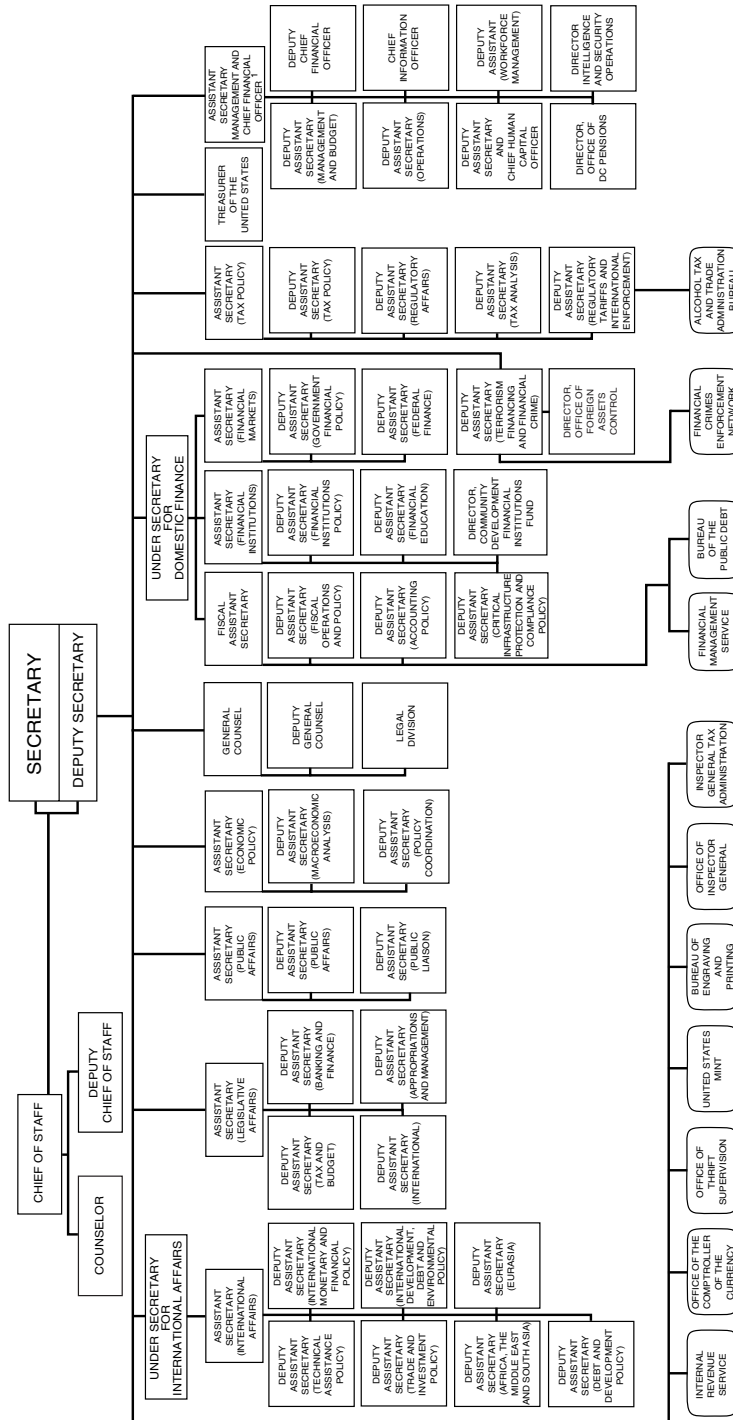 SECRETARY
DEPUTY SECRETARY
CHIEF OF STAFF
COUNSELOR
DEPUTY
CHIEF OF STAFF
UNDER SECRETARY
FOR
INTERNATIONAL AFFAIRS
ASSISTANT
SECRETARY
(INTERNATIONAL
AFFAIRS)
DEPUTY
ASSISTANT
SECRETARY
(TECHNICAL
ASSISTANCE
POLICY)
DEPUTY
ASSISTANT
SECRETARY
(INTERNATIONAL
MONETARY AND
FINANCIAL
POLICY)
DEPUTY
ASSISTANT
SECRETARY
(TRADE AND
INVESTMENT
POLICY)
DEPUTY
ASSISTANT
SECRETARY
(INTERNATIONAL
DEVELOPMENT,
DEBT AND
ENVIRONMENTAL
POLICY)
DEPUTY
ASSISTANT
SECRETARY
(AFRICA, THE
MIDDLE EAST
AND SOUTH ASIA)
DEPUTY
ASSISTANT
SECRETARY
(EURASIA)
DEPUTY
ASSISTANT
SECRETARY
(DEBT AND
DEVELOPMENT
POLICY)
ASSISTANT
SECRETARY
(LEGISLATIVE
AFFAIRS)
DEPUTY
ASSISTANT
SECRETARY
(TAX AND
BUDGET)
DEPUTY
ASSISTANT
SECRETARY
(BANKING AND
FINANCE)
DEPUTY
ASSISTANT
SECRETARY
(INTERNATIONAL)
DEPUTY
ASSISTANT
SECRETARY
(APPROPRIATIONS
AND MANAGEMENT)
ASSISTANT
SECRETARY
(PUBLIC
AFFAIRS)
DEPUTY
ASSISTANT
SECRETARY
(PUBLIC
AFFAIRS)
DEPUTY
ASSISTANT
SECRETARY
(PUBLIC
LIAISON)
ASSISTANT
SECRETARY
(ECONOMIC
POLICY)
DEPUTY
ASSISTANT
SECRETARY
(MACROECONOMIC
ANALYSIS)
DEPUTY
ASSISTANT
SECRETARY
(POLICY
COORDINATION)
GENERAL
COUNSEL
DEPUTY
GENERAL
COUNSEL
LEGAL
DIVISION
UNDER SECRETARY
FOR
DOMESTIC FINANCE
FISCAL
ASSISTANT
SECRETARY
DEPUTY
ASSISTANT
SECRETARY
(FISCAL
OPERATIONS
AND POLICY)
DEPUTY
ASSISTANT
SECRETARY
(ACCOUNTING
POLICY)
ASSISTANT
SECRETARY
(FINANCIAL
INSTITUTIONS)
DEPUTY
ASSISTANT
SECRETARY
(FINANCIAL
INSTITUTIONS
POLICY)
DEPUTY
ASSISTANT
SECRETARY
(FINANCIAL
EDUCATION)
DEPUTY
ASSISTANT
SECRETARY
(CRITICAL
INFRASTRUCTURE
PROTECTION AND
COMPLIANCE
POLICY)
DIRECTOR,
COMMUNITY
DEVELOPMENT
FINANCIAL
INSTITUTIONS
FUND
ASSISTANT
SECRETARY
(FINANCIAL
MARKETS)
DEPUTY
ASSISTANT
SECRETARY
(GOVERNMENT
FINANCIAL
POLICY)
DEPUTY
ASSISTANT
SECRETARY
(FEDERAL
FINANCE)
DEPUTY
ASSISTANT
SECRETARY
(TERRORISM
FINANCING
AND FINANCIAL
CRIME)
DIRECTOR,
OFFICE OF
FOREIGN
ASSETS
CONTROL
ASSISTANT
SECRETARY
(TAX POLICY)
DEPUTY
ASSISTANT
SECRETARY
(TAX POLICY)
DEPUTY
ASSISTANT
SECRETARY
(REGULATORY
AFFAIRS)
DEPUTY
ASSISTANT
SECRETARY
(TAX ANALYSIS)
DEPUTY
ASSISTANT
SECRETARY
(REGULATORY
TARIFFS AND
INTERNATIONAL
ENFORCEMENT)
TREASURER
OF THE
UNITED STATES
ASSISTANT
SECRETARY
MANAGEMENT AND
CHIEF FINANCIAL
OFFICER 1
DEPUTY
ASSISTANT
SECRETARY
(MANAGEMENT
AND BUDGET)
DEPUTY
CHIEF
FINANCIAL
OFFICER
DEPUTY
ASSISTANT
SECRETARY
(OPERATIONS)
CHIEF
INFORMATION
OFFICER
DEPUTY
ASSISTANT
SECRETARY
AND
CHIEF HUMAN
CAPITAL
OFFICER
DEPUTY
ASSISTANT
(WORKFORCE
MANAGEMENT)
DIRECTOR,
OFFICE OF
DC PENSIONS
DIRECTOR
INTELLIGENCE
AND SECURITY
OPERATIONS
INTERNAL
REVENUE
SERVICE
OFFICE OF THE
COMPTROLLER
OF THE
CURRENCY
OFFICE OF
THRIFT
SUPERVISION
UNITED STATES
MINT
BUREAU OF
ENGRAVING
AND
PRINTING
OFFICE OF
INSPECTOR
GENERAL
INSPECTOR
GENERAL TAX
ADMINISTRATION
FINANCIAL
MANAGEMENT
SERVICE
BUREAU
OF THE
PUBLIC DEBT
FINANCIAL
CRIMES
ENFORCEMENT
NETWORK
ALCOHOL TAX
AND TRADE
ADMINISTRATION
BUREAU